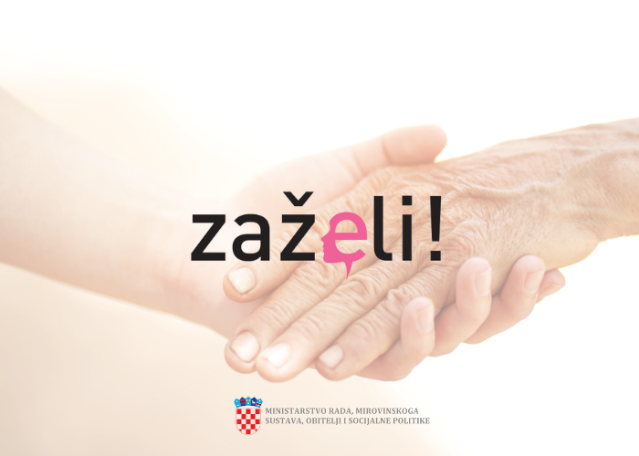 zaželi!
MINISTARSTVO RADA, MIROVINSKOGA
SUSTAVA, OBITELJI I SOCIJALNE POLITIKE